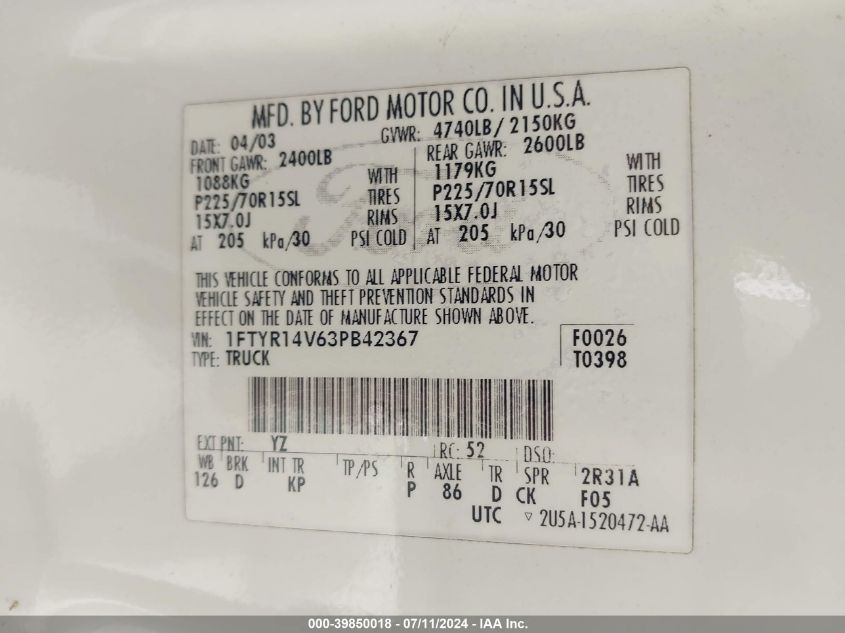 MFD. BY FORD MOTOR CO. IN U.S.A.
DATE: 04/03 GVWR: 4740LB/ 2150KG
FRONT GAWR: 2400LB REAR GAWR: 2600LB
1088KG WITH 1179KG WITH
P225/70R15SL TIRES P225/70R15SL TIRES
15X7.0J RIMS 15X7.0J RIMS
AT 205 kPa/30 PSI COLD AT 205 kPa/30 PSI COLD
THIS VEHICLE CONFORMS TO ALL APPLICABLE FEDERAL MOTOR
VEHICLE SAFETY AND THEFT PREVENTION STANDARDS IN
EFFECT ON THE DATE OF MANUFACTURE SHOWN ABOVE.
VIN: 1FTYR14V63PB42367 F0026
TYPE: TRUCK T0398
EXT PNT: YZ RC: 52 DSO:
WB BRK INT TR TP/PS R AXLE TR SPR 2R31A
126 D KP P 86 D CK F05
UTC ▽ 2U5A-1520472-AA
000-39850018 - 07/11/2024 - IAA Inc.